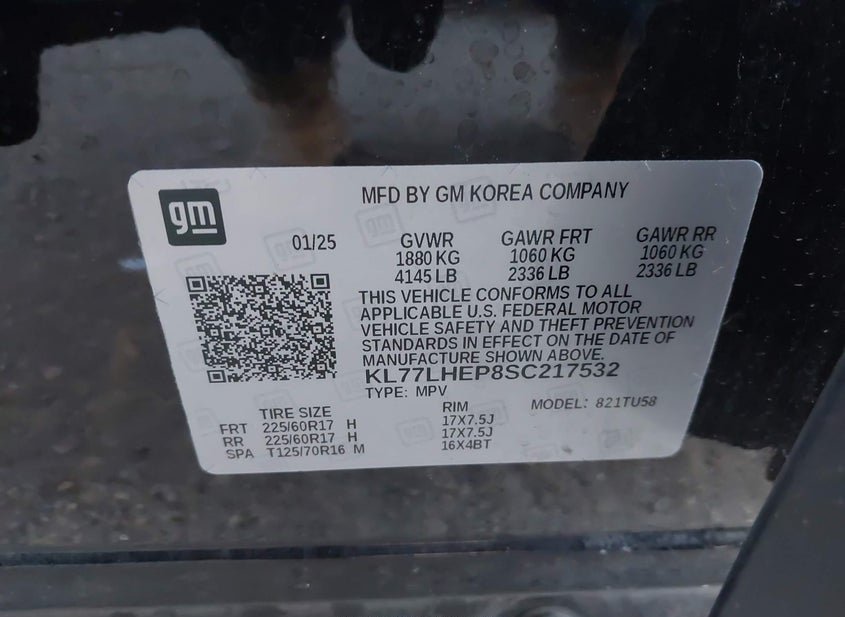 gm
MFD BY GM KOREA COMPANY
01/25
GVWR GAWR FRT GAWR RR
1880 KG 1060 KG 1060 KG
4145 LB 2336 LB 2336 LB
THIS VEHICLE CONFORMS TO ALL
APPLICABLE U.S. FEDERAL MOTOR
VEHICLE SAFETY AND THEFT PREVENTION
STANDARDS IN EFFECT ON THE DATE OF
MANUFACTURE SHOWN ABOVE.
KL77LHEP8SC217532
TYPE: MPV MODEL: 821TU58
TIRE SIZE RIM
FRT 225/60R17 H 17X7.5J
RR 225/60R17 H 17X7.5J
SPA T125/70R16 M 16X4BT